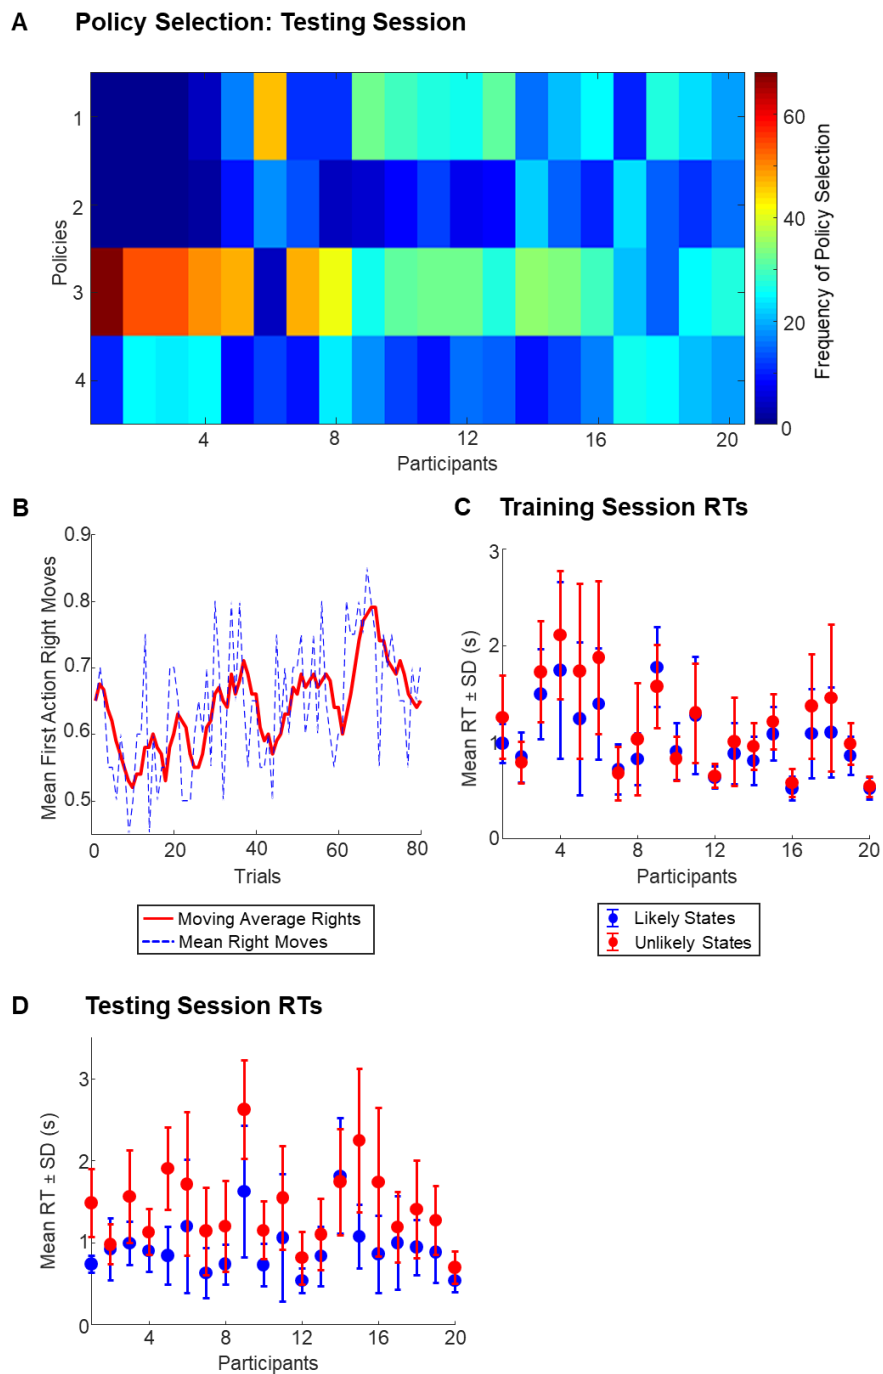 A Policy Selection: Testing Session
1
2
3
4
Policies
4 8 12 16 20
Participants
60
40
20
0
Frequency of Policy Selection
B
0.9
0.8
0.7
0.6
0.5
Mean First Action Right Moves
0 20 40 60 80
Trials
Moving Average Rights
Mean Right Moves
C Training Session RTs
3
2
1
0
Mean RT ± SD (s)
4 8 12 16 20
Participants
Likely States
Unlikely States
D Testing Session RTs
3
2
1
0
Mean RT ± SD (s)
4 8 12 16 20
Participants